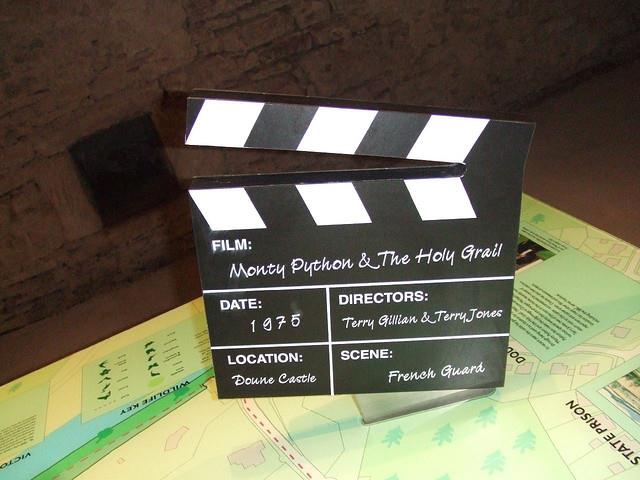 FILM:
Monty Python & The Holy Grail
DATE:
1975
DIRECTORS:
Terry Gillian & Terry Jones
LOCATION:
Doune Castle
SCENE:
French Guard
WILDLIFE KEY
STATE PRISON